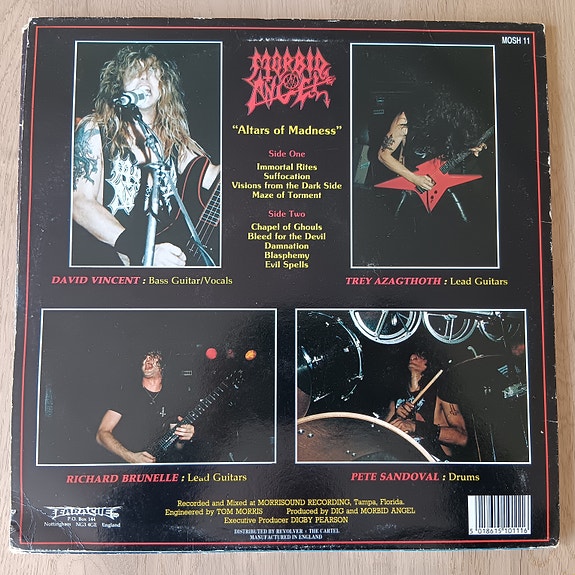 MOSH 11
MORBID
ANGEL
"Altars of Madness"
Side One
Immortal Rites
Suffocation
Visions from the Dark Side
Maze of Torment
Side Two
Chapel of Ghouls
Bleed for the Devil
Damnation
Blasphemy
Evil Spells
DAVID VINCENT : Bass Guitar/Vocals
TREY AZAGTHOTH : Lead Guitars
RICHARD BRUNELLE : Lead Guitars
PETE SANDOVAL : Drums
EARACHE
P.O. Box 144
Nottingham NG3 4GE England
Recorded and Mixed at MORRISOUND RECORDING, Tampa, Florida.
Engineered by TOM MORRIS Produced by DIG and MORBID ANGEL
Executive Producer DIGBY PEARSON
DISTRIBUTED BY REVOLVER + THE CARTEL
MANUFACTURED IN ENGLAND
5 018615 101116